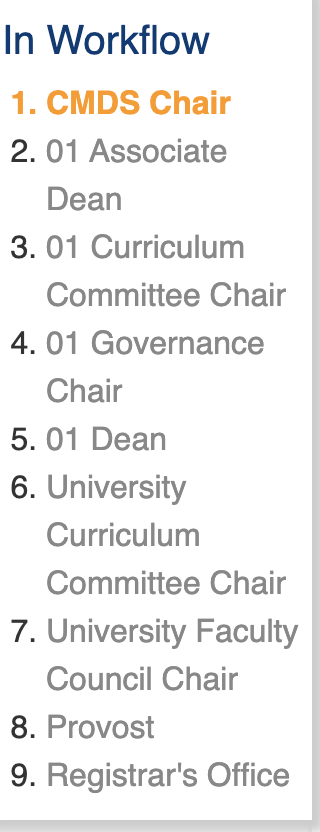 In Workflow
1. CMDS Chair
2. 01 Associate
Dean
3. 01 Curriculum
Committee Chair
4. 01 Governance
Chair
5. 01 Dean
6. University
Curriculum
Committee Chair
7. University Faculty
Council Chair
8. Provost
9. Registrar's Office